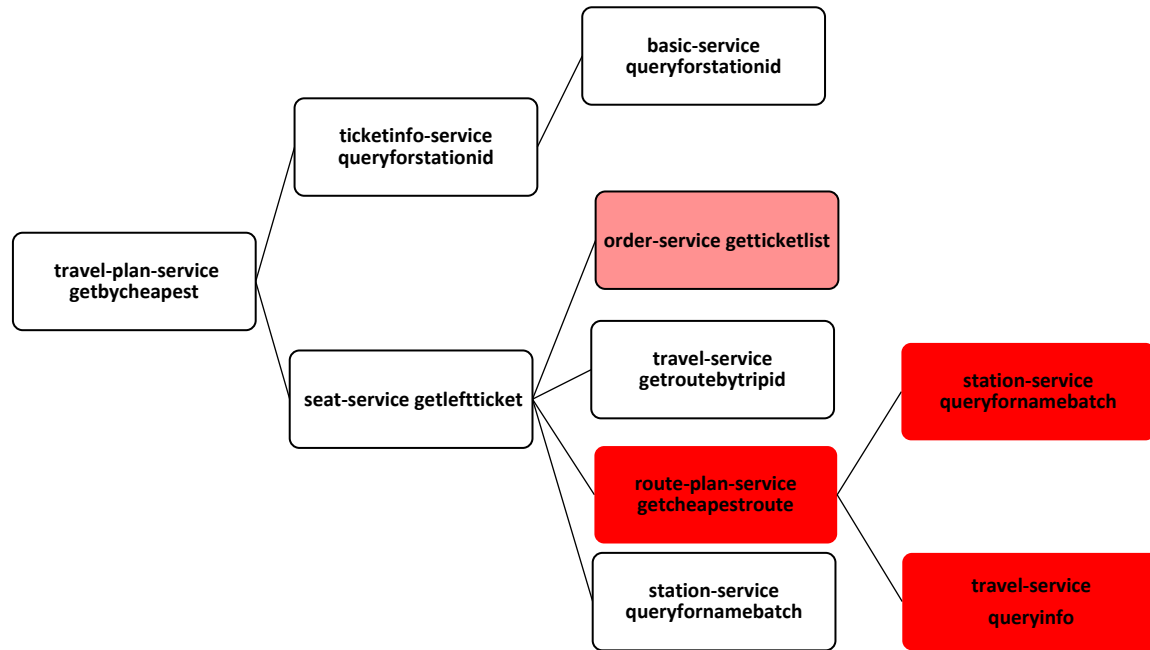 basic-service
queryforstationid
ticketinfo-service
queryforstationid
order-service getticketlist
travel-plan-service
getbycheapest
travel-service
getroutebytripid
station-service
queryfornamebatch
seat-service getleftticket
route-plan-service
getcheapestroute
station-service
queryfornamebatch
travel-service
queryinfo